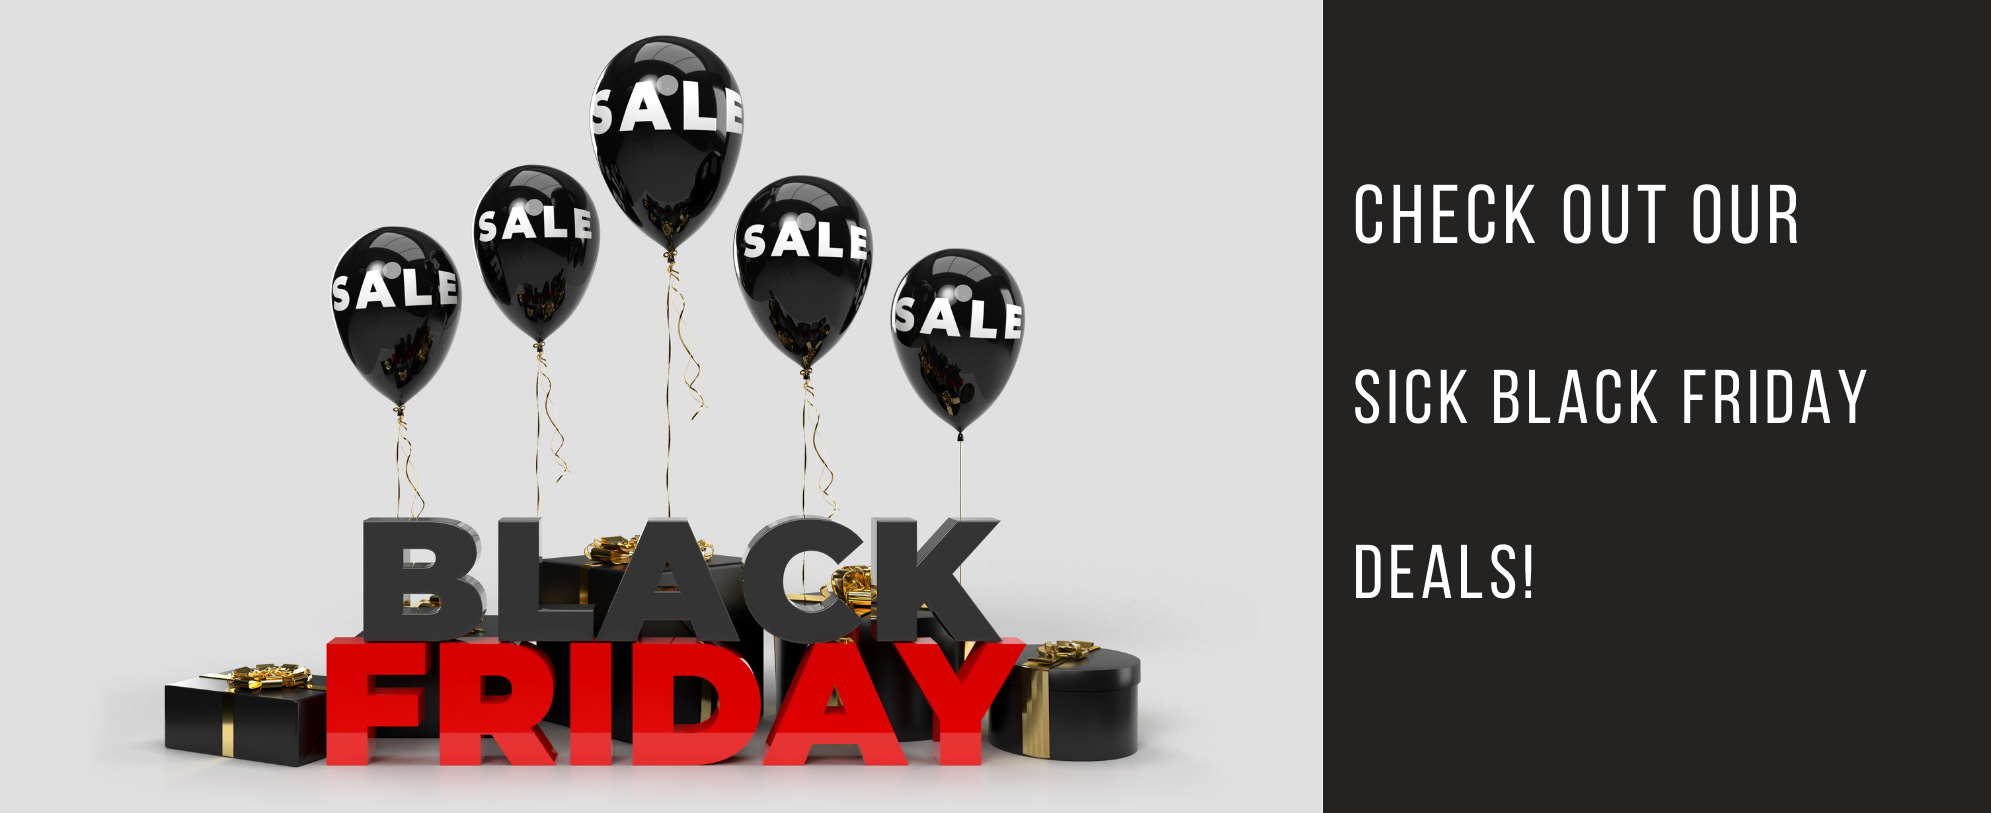 SALE
SALE
SALE
SALE
SALE
BLACK
FRIDAY
CHECK OUT OUR
SICK BLACK FRIDAY
DEALS!